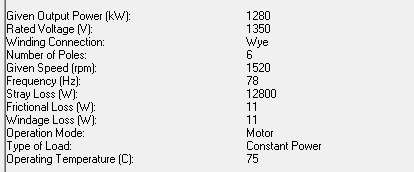 Given Output Power (kW): 1280
Rated Voltage (V): 1350
Winding Connection: Wye
Number of Poles: 6
Given Speed (rpm): 1520
Frequency (Hz): 78
Stray Loss (W): 12800
Frictional Loss (W): 11
Windage Loss (W): 11
Operation Mode: Motor
Type of Load: Constant Power
Operating Temperature (C): 75